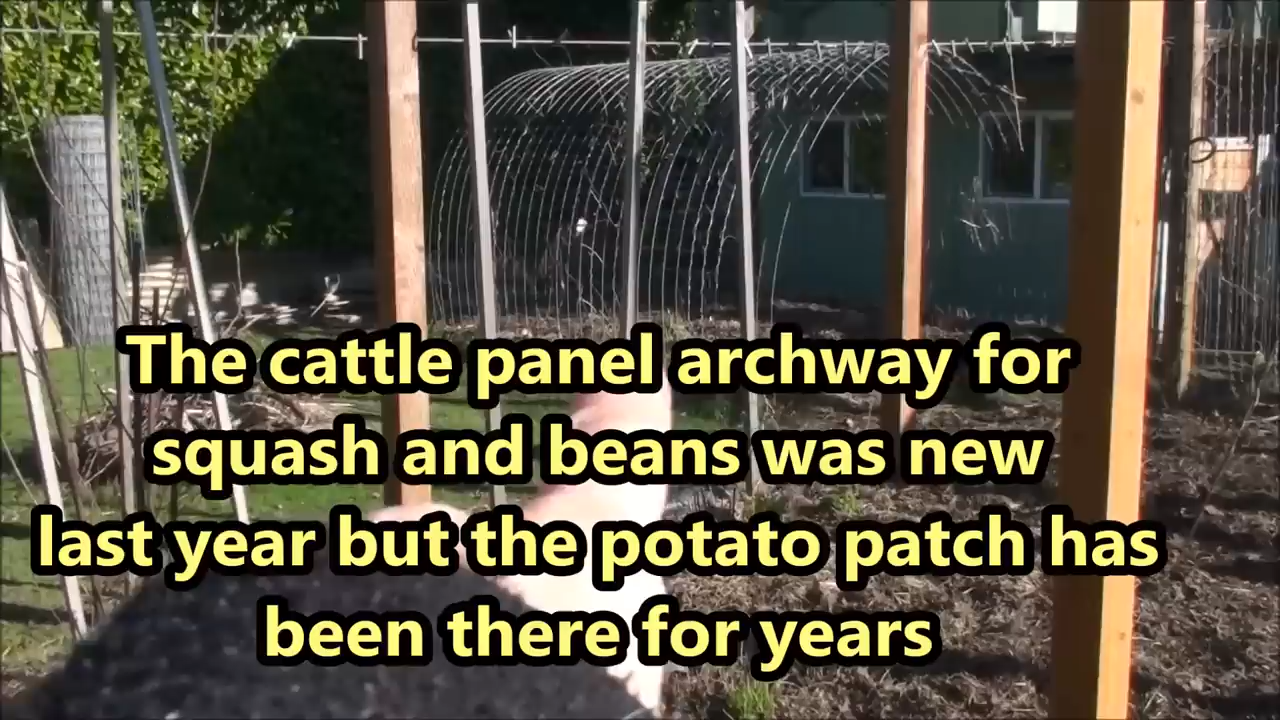 The cattle panel archway for
squash and beans was new
last year but the potato patch has
been there for years